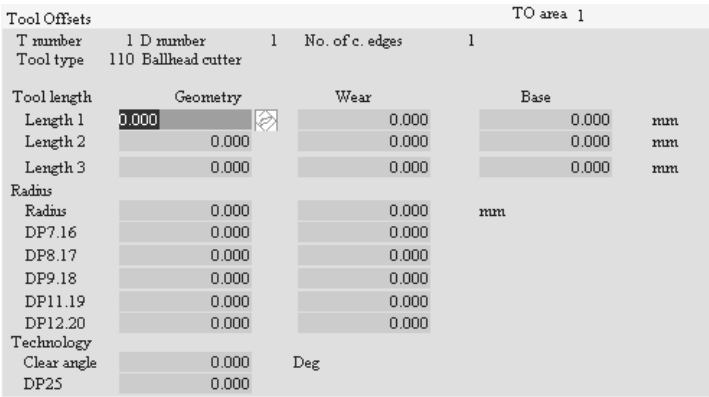 Tool Offsets TO area 1
T number 1 D number 1 No. of c. edges 1
Tool type 110 Ballhead cutter
Tool length Geometry Wear Base
Length 1 0.000 0.000 0.000 mm
Length 2 0.000 0.000 0.000 mm
Length 3 0.000 0.000 0.000 mm
Radius
Radius 0.000 0.000 mm
DP7.16 0.000 0.000
DP8.17 0.000 0.000
DP9.18 0.000 0.000
DP11.19 0.000 0.000
DP12.20 0.000 0.000
Technology
Clear angle 0.000 Deg
DP25 0.000